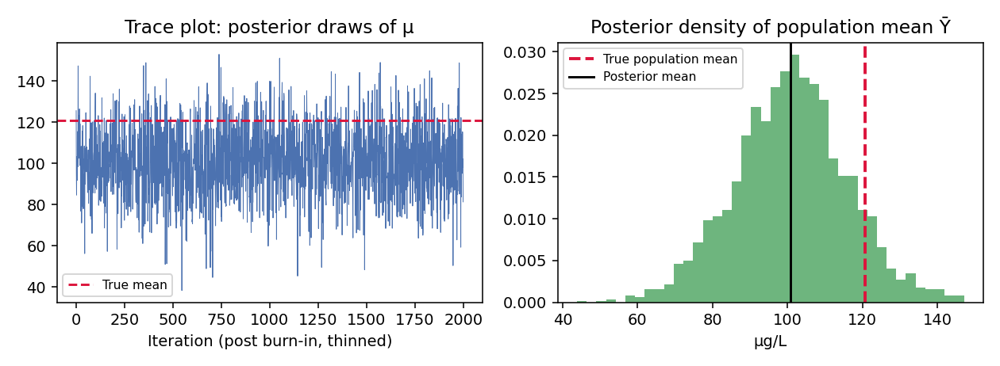 Trace plot: posterior draws of μ
140
120
100
80
60
40
True mean
0 250 500 750 1000 1250 1500 1750 2000
Iteration (post burn-in, thinned)
Posterior density of population mean Ȳ
0.030
0.025
0.020
0.015
0.010
0.005
0.000
True population mean
Posterior mean
40 60 80 100 120 140
μg/L